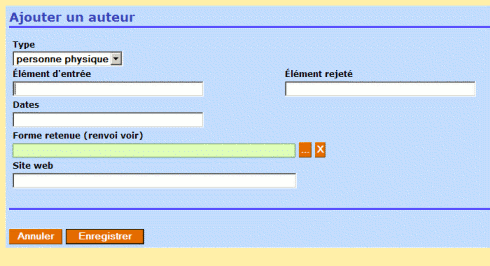 Ajouter un auteur
Type
personne physique
Élément d'entrée Élément rejeté
Dates
Forme retenue (renvoi voir)
... X
Site web
Annuler Enregistrer